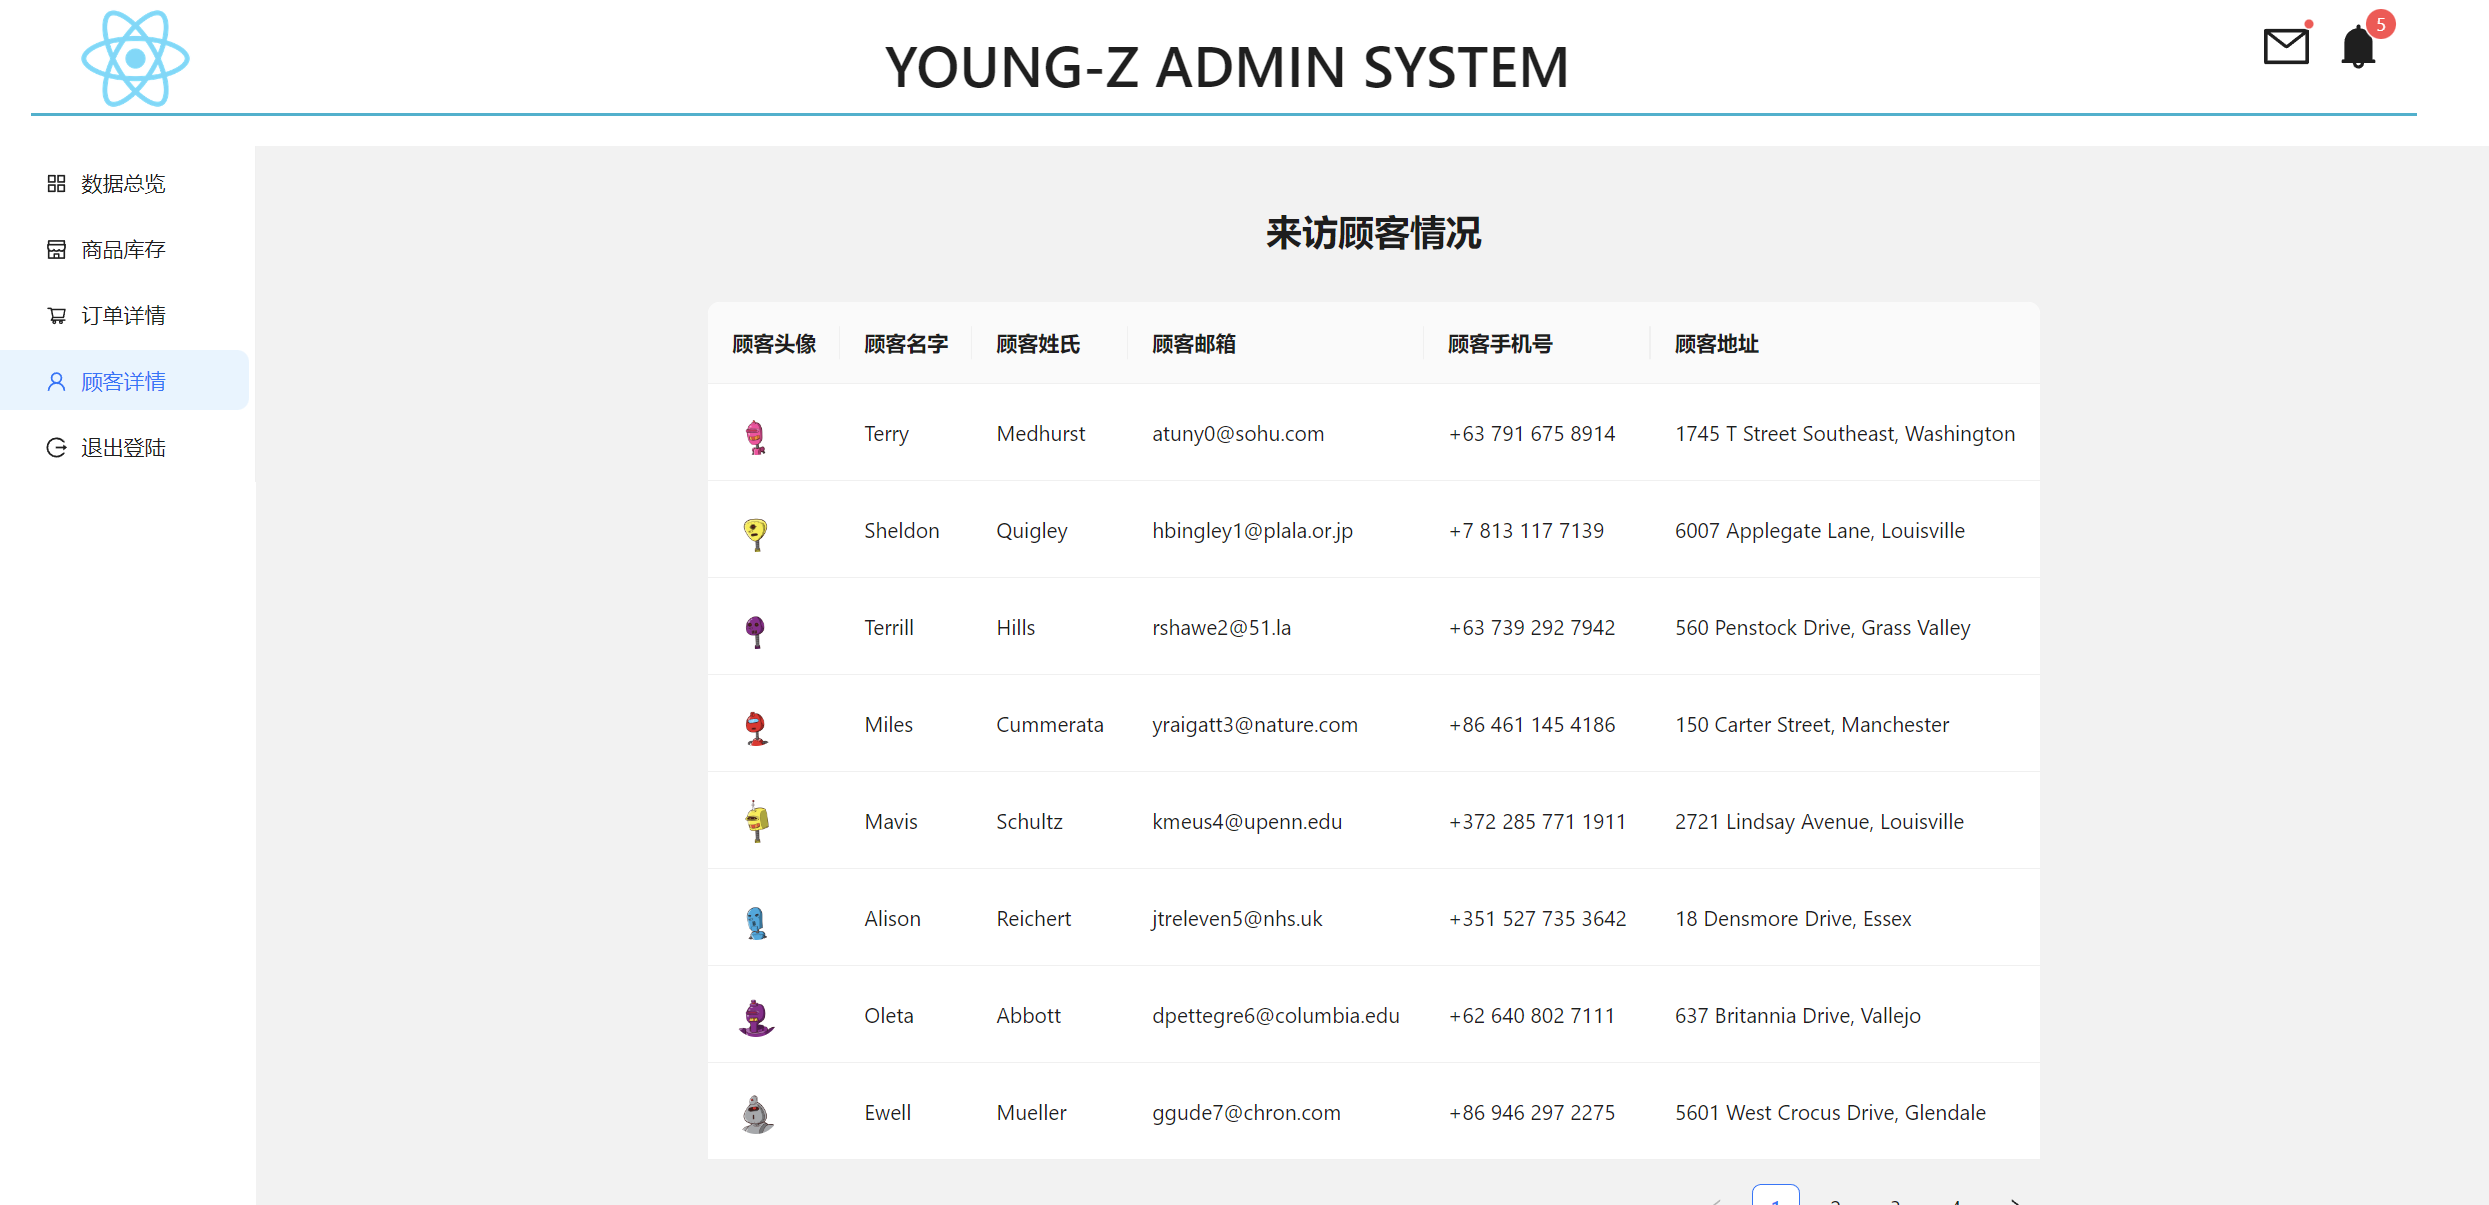 YOUNG-Z ADMIN SYSTEM
5
数据总览
商品库存
订单详情
顾客详情
退出登陆
来访顾客情况
顾客头像 顾客名字 顾客姓氏 顾客邮箱 顾客手机号 顾客地址
Terry Medhurst atuny0@sohu.com +63 791 675 8914 1745 T Street Southeast, Washington
Sheldon Quigley hbingley1@plala.or.jp +7 813 117 7139 6007 Applegate Lane, Louisville
Terrill Hills rshawe2@51.la +63 739 292 7942 560 Penstock Drive, Grass Valley
Miles Cummerata yraigatt3@nature.com +86 461 145 4186 150 Carter Street, Manchester
Mavis Schultz kmeus4@upenn.edu +372 285 771 1911 2721 Lindsay Avenue, Louisville
Alison Reichert jtreleven5@nhs.uk +351 527 735 3642 18 Densmore Drive, Essex
Oleta Abbott dpettegre6@columbia.edu +62 640 802 7111 637 Britannia Drive, Vallejo
Ewell Mueller ggude7@chron.com +86 946 297 2275 5601 West Crocus Drive, Glendale